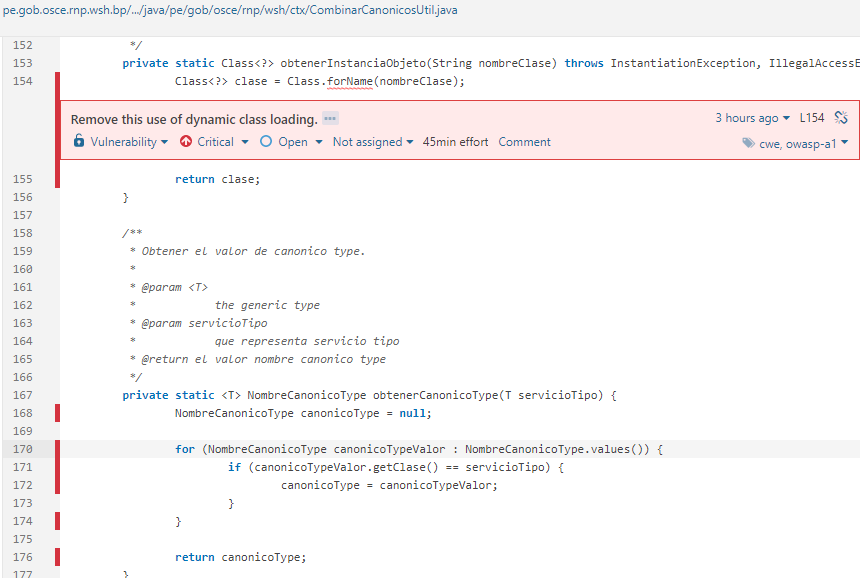 pe.gob.osce.rnp.wsh.bp/.../java/pe/gob/osce/rnp/wsh/ctx/CombinarCanonicosUtil.java
152 */
153 private static Class<?> obtenerInstanciaObjeto(String nombreClase) throws InstantiationException, IllegalAccessE
154 Class<?> clase = Class.forName(nombreClase);
Remove this use of dynamic class loading. ••• 3 hours ago L154
Vulnerability Critical Open Not assigned 45min effort Comment cwe, owasp-a1
155 return clase;
156 }
157
158 /**
159 * Obtener el valor de canonico type.
160 *
161 * @param <T>
162 * the generic type
163 * @param servicioTipo
164 * que representa servicio tipo
165 * @return el valor nombre canonico type
166 */
167 private static <T> NombreCanonicoType obtenerCanonicoType(T servicioTipo) {
168 NombreCanonicoType canonicoType = null;
169
170 for (NombreCanonicoType canonicoTypeValor : NombreCanonicoType.values()) {
171 if (canonicoTypeValor.getClase() == servicioTipo) {
172 canonicoType = canonicoTypeValor;
173 }
174 }
175
176 return canonicoType;
177 }